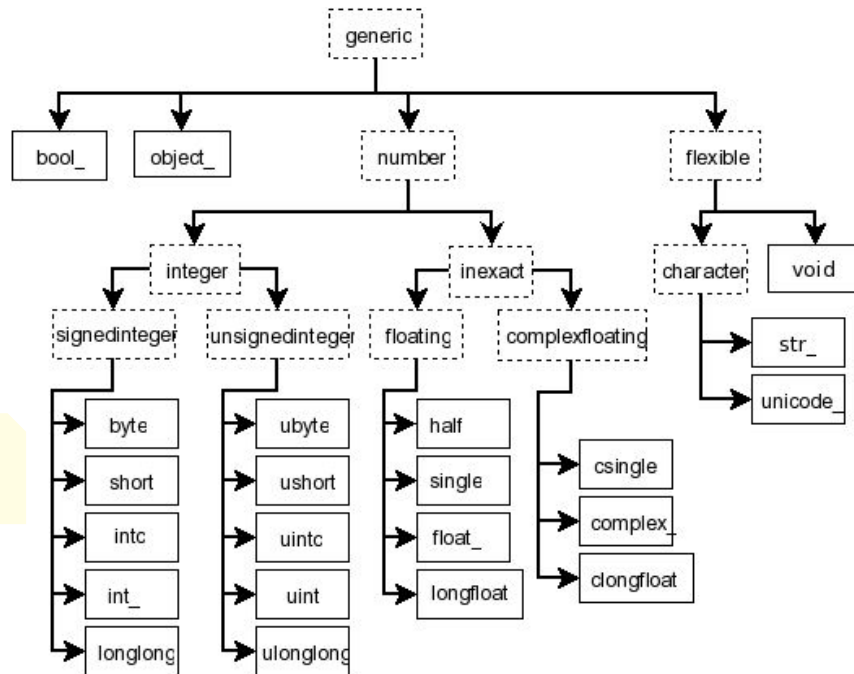 generic
bool_
object_
number
flexible
integer
inexact
character
void
signedinteger
unsignedinteger
floating
complexfloating
str_
unicode_
byte
short
intc
int_
longlong
ubyte
ushort
uintc
uint
ulonglong
half
single
float_
longfloat
csingle
complex_
clongfloat